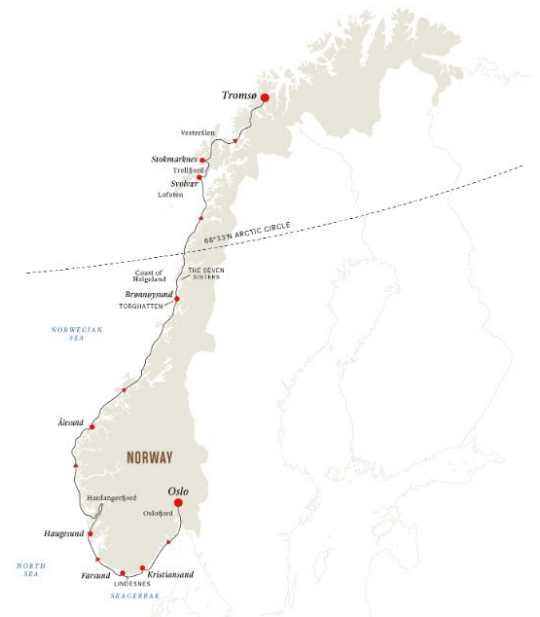 Tromsø
Vesterålen
Stokmarknes
Trollfjord
Svolvær
Lofoten
66°33'N ARCTIC CIRCLE
Coast of
Helgeland
THE SEVEN
SISTERS
Brønnøysund
TORGHATTEN
NORWEGIAN
SEA
Ålesund
NORWAY
Oslo
Hardangerfjord
Oslofjord
Haugesund
NORTH
SEA
Farsund
Kristiansand
LINDESNES
SKAGERRAK